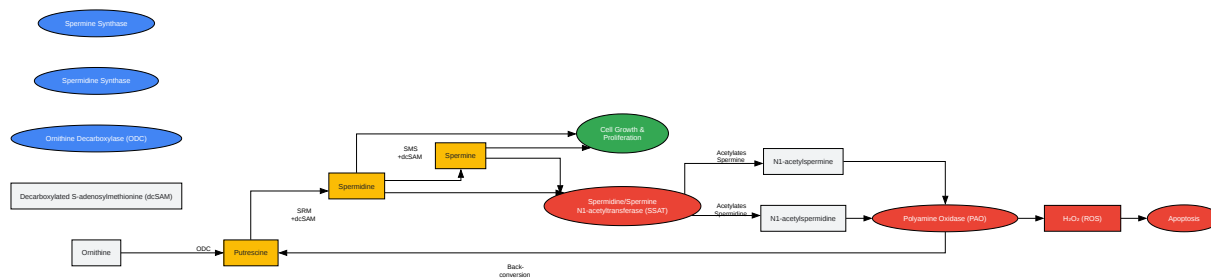 Spermine Synthase
Spermidine Synthase
Ornithine Decarboxylase (ODC)
Decarboxylated S-adenosylmethionine (dcSAM)
Ornithine
ODC
Putrescine
SRM
+dcSAM
Spermidine
SMS
+dcSAM
Spermine
Cell Growth &
Proliferation
Spermidine/Spermine
N1-acetyltransferase (SSAT)
Acetylates
Spermine
N1-acetylspermine
Acetylates
Spermidine
N1-acetylspermidine
Polyamine Oxidase (PAO)
H₂O₂ (ROS)
Apoptosis
Back-
conversion